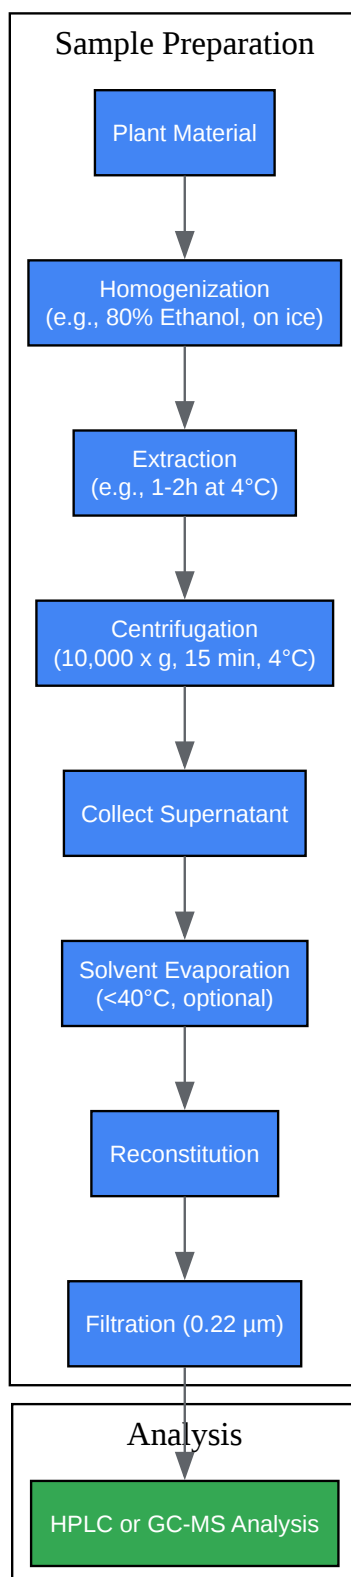 Sample Preparation
Plant Material
Homogenization
(e.g., 80% Ethanol, on ice)
Extraction
(e.g., 1-2h at 4°C)
Centrifugation
(10,000 x g, 15 min, 4°C)
Collect Supernatant
Solvent Evaporation
(<40°C, optional)
Reconstitution
Filtration (0.22 µm)
Analysis
HPLC or GC-MS Analysis